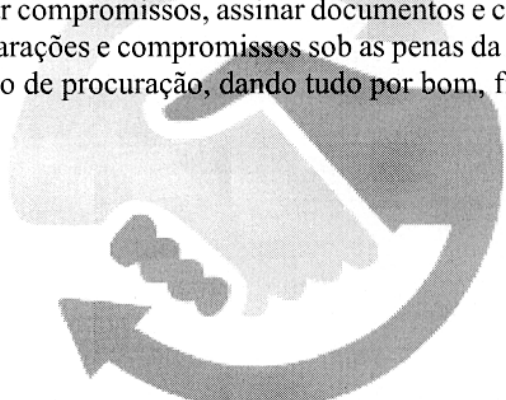 r compromissos, assinar documentos e c
arações e compromissos sob as penas da
o de procuração, dando tudo por bom, f